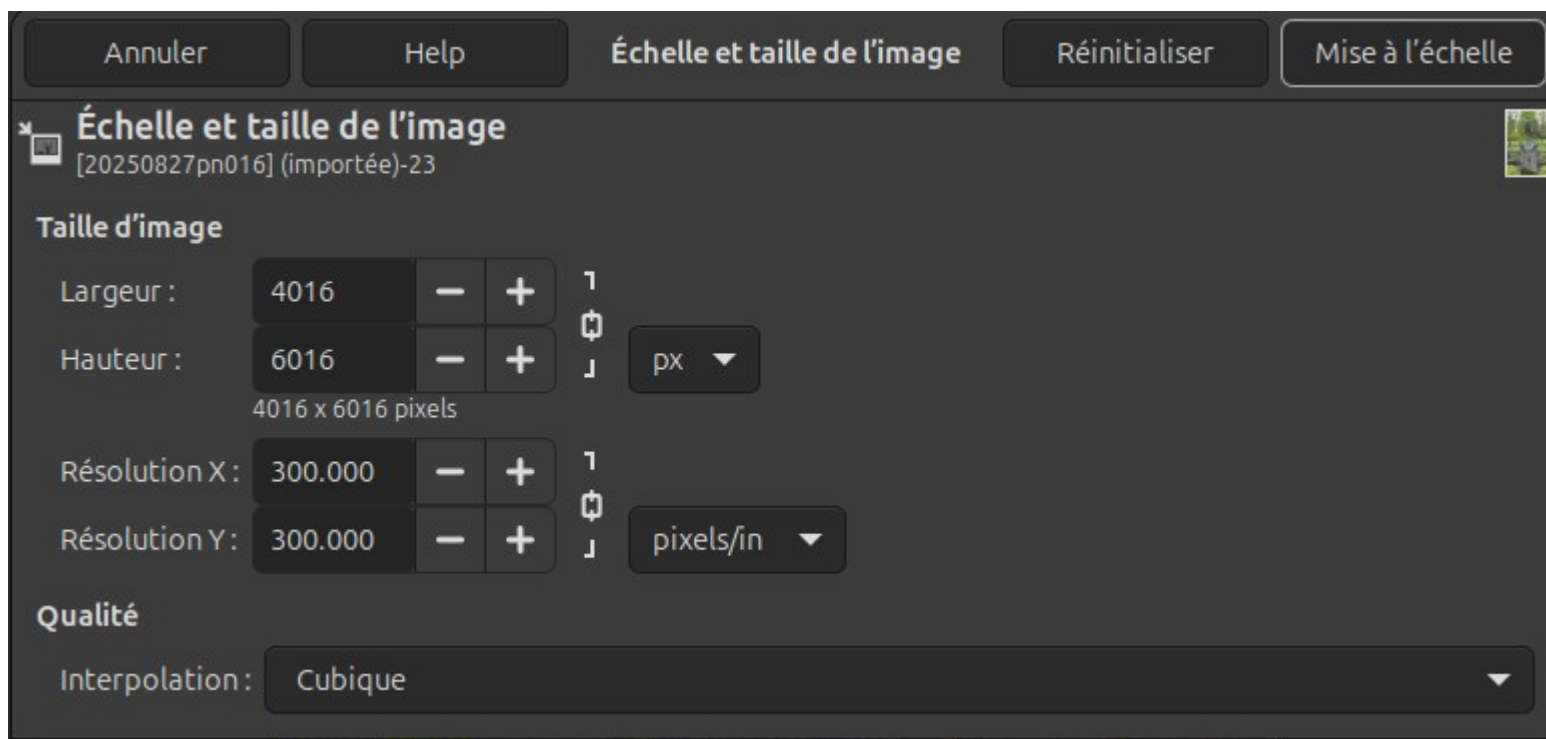 Annuler Help Échelle et taille de l’image Réinitialiser Mise à l’échelle
Échelle et taille de l’image
[20250827pn016] (importée)-23
Taille d’image
Largeur : 4016 − +
Hauteur : 6016 − + px
4016 x 6016 pixels
Résolution X : 300.000 − +
Résolution Y : 300.000 − + pixels/in
Qualité
Interpolation : Cubique